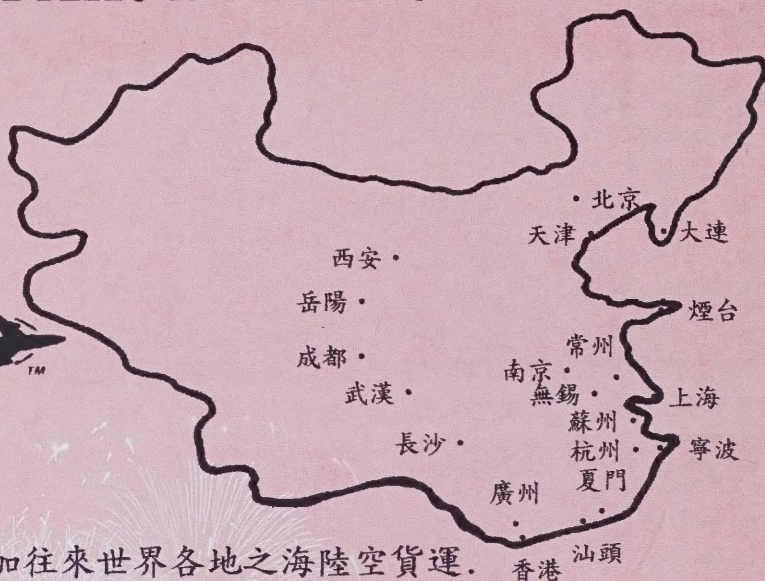 北京
天津
大連
西安
岳陽
煙台
常州
成都
南京
武漢
無錫
上海
蘇州
長沙
杭州
寧波
夏門
廣州
加往來世界各地之海陸空貨運.
香港
汕頭
TM